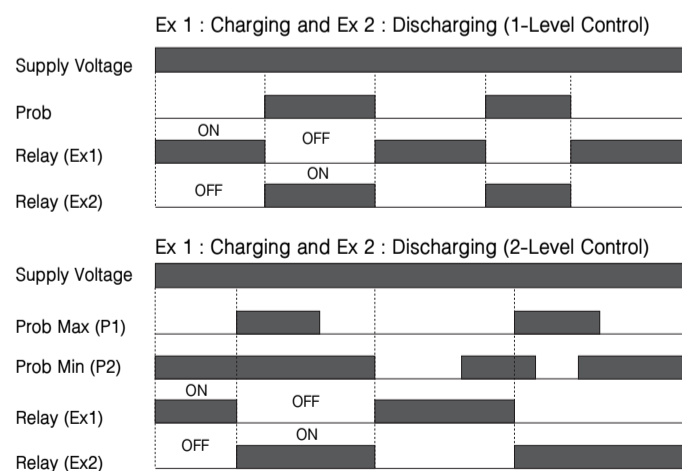 Ex 1 : Charging and Ex 2 : Discharging (1-Level Control)
Supply Voltage
Prob
ON
OFF
Relay (Ex1)
ON
OFF
Relay (Ex2)
Ex 1 : Charging and Ex 2 : Discharging (2-Level Control)
Supply Voltage
Prob Max (P1)
Prob Min (P2)
ON
OFF
Relay (Ex1)
ON
OFF
Relay (Ex2)